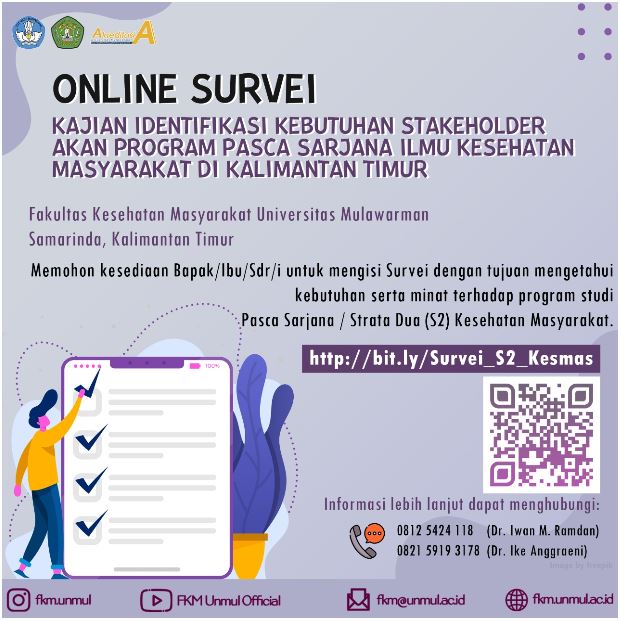 Akreditasi A
ONLINE SURVEI
KAJIAN IDENTIFIKASI KEBUTUHAN STAKEHOLDER
AKAN PROGRAM PASCA SARJANA ILMU KESEHATAN
MASYARAKAT DI KALIMANTAN TIMUR
Fakultas Kesehatan Masyarakat Universitas Mulawarman
Samarinda, Kalimantan Timur
Memohon kesediaan Bapak/Ibu/Sdr/i untuk mengisi Survei dengan tujuan mengetahui
kebutuhan serta minat terhadap program studi
Pasca Sarjana / Strata Dua (S2) Kesehatan Masyarakat.
http://bit.ly/Survei_S2_Kesmas
100%
Informasi lebih lanjut dapat menghubungi:
0812 5424 118 (Dr. Iwan M. Ramdan)
0821 5919 3178 (Dr. Ike Anggraeni)
Image by freepik
fkm.unmul
FKM Unmul Official
fkm@unmul.ac.id
fkm.unmul.ac.id